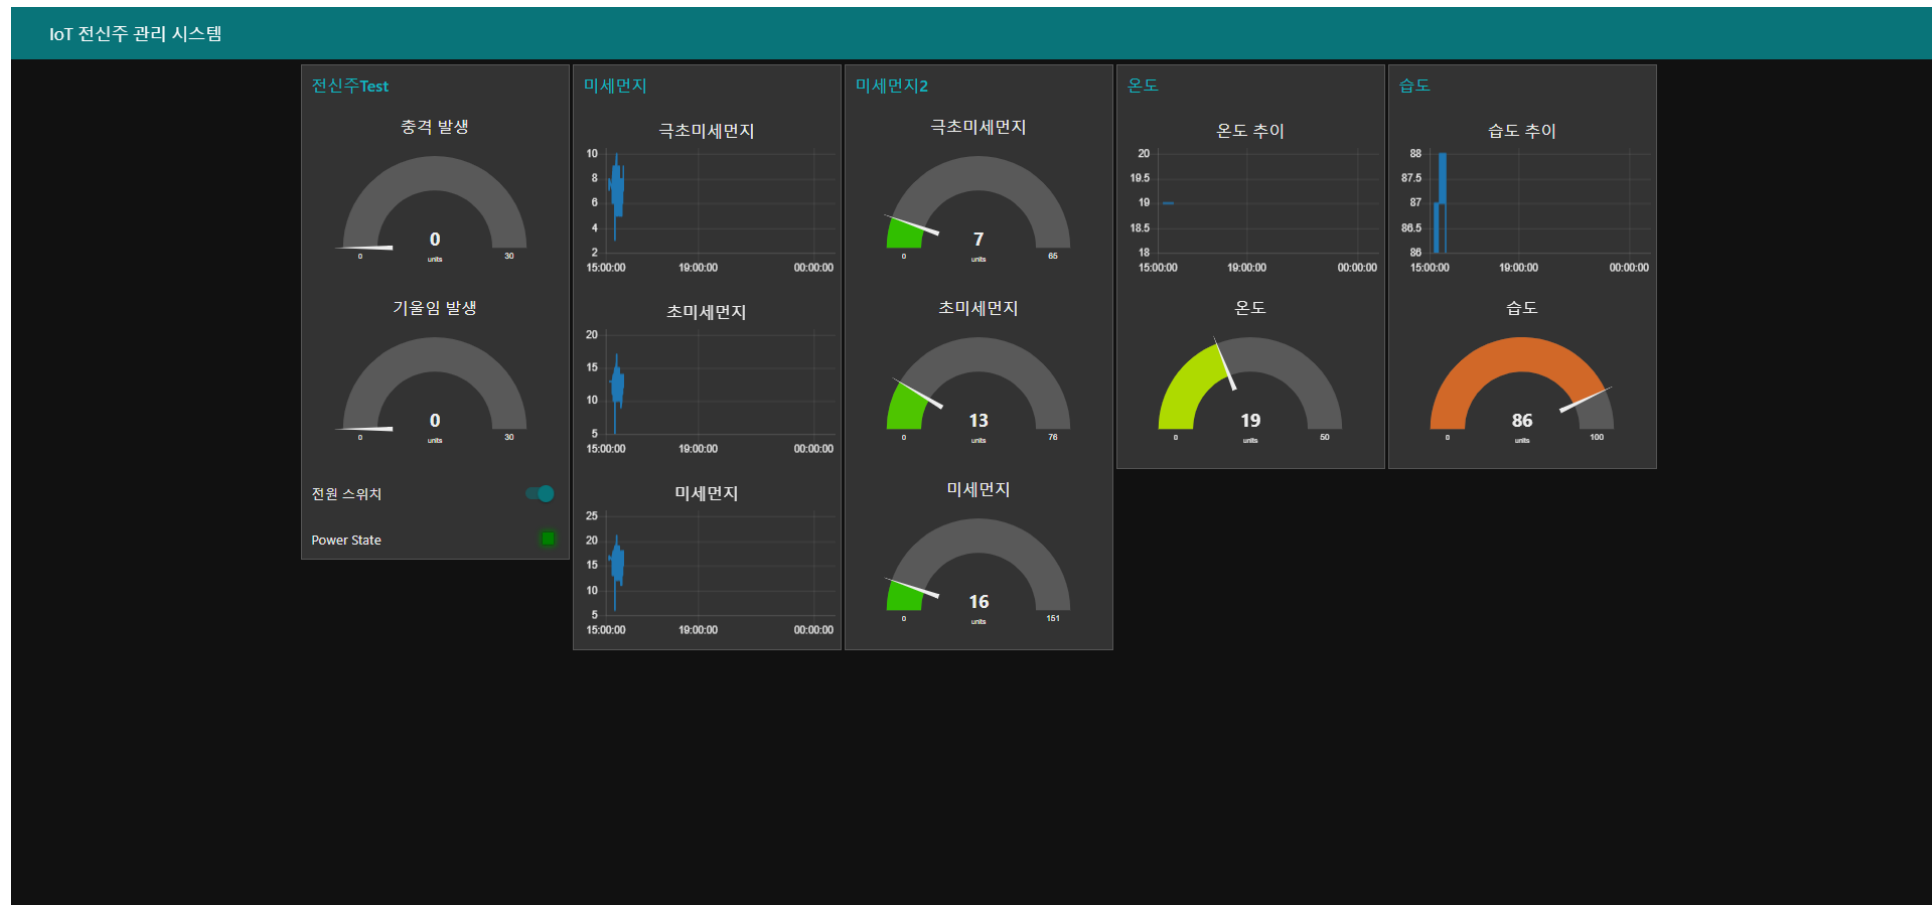 IoT 전신주 관리 시스템
전신주Test
충격 발생
0
units
0
30
기울임 발생
0
units
0
30
전원 스위치
Power State
미세먼지
극초미세먼지
10
8
6
4
2
15:00:00 19:00:00 00:00:00
초미세먼지
20
15
10
5
15:00:00 19:00:00 00:00:00
미세먼지
25
20
15
10
5
15:00:00 19:00:00 00:00:00
미세먼지2
극초미세먼지
7
units
0
65
초미세먼지
13
units
0
76
미세먼지
16
units
0
151
온도
온도 추이
20
19.5
19
18.5
18
15:00:00 19:00:00 00:00:00
온도
19
units
0
50
습도
습도 추이
88
87.5
87
86.5
86
15:00:00 19:00:00 00:00:00
습도
86
units
0
100